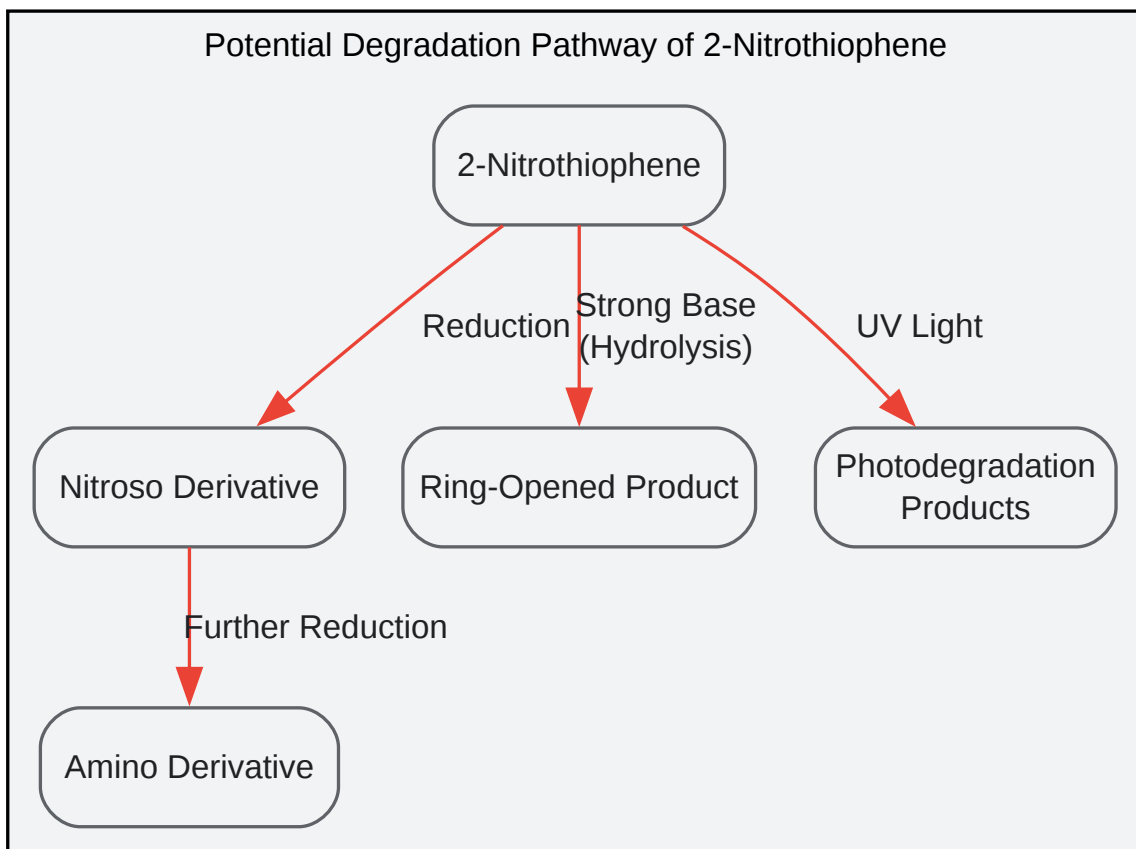 Potential Degradation Pathway of 2-Nitrothiophene
2-Nitrothiophene
Reduction
Strong Base
(Hydrolysis)
UV Light
Nitroso Derivative
Ring-Opened Product
Photodegradation
Products
Further Reduction
Amino Derivative